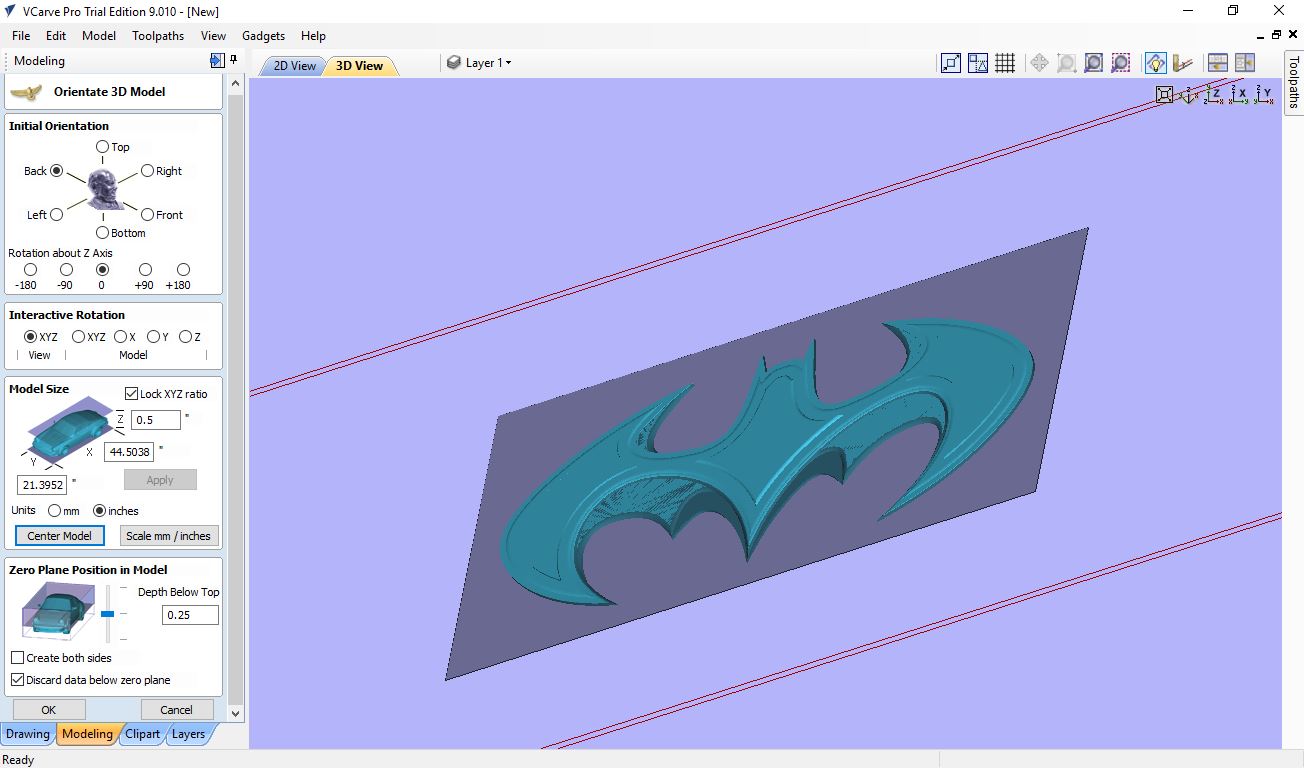 VCarve Pro Trial Edition 9.010 - [New]
File Edit Model Toolpaths View Gadgets Help
Modeling
2D View 3D View Layer 1
Orientate 3D Model
Initial Orientation
Top
Back Right
Left Front
Bottom
Rotation about Z Axis
-180 -90 0 +90 +180
Interactive Rotation
XYZ XYZ X Y Z
View Model
Model Size
Lock XYZ ratio
Z 0.5 "
X 44.5038 "
Y
21.3952 "
Apply
Units mm inches
Center Model Scale mm / inches
Zero Plane Position in Model
Depth Below Top
0.25
Create both sides
Discard data below zero plane
OK Cancel
Drawing Modeling Clipart Layers
Ready
Toolpaths